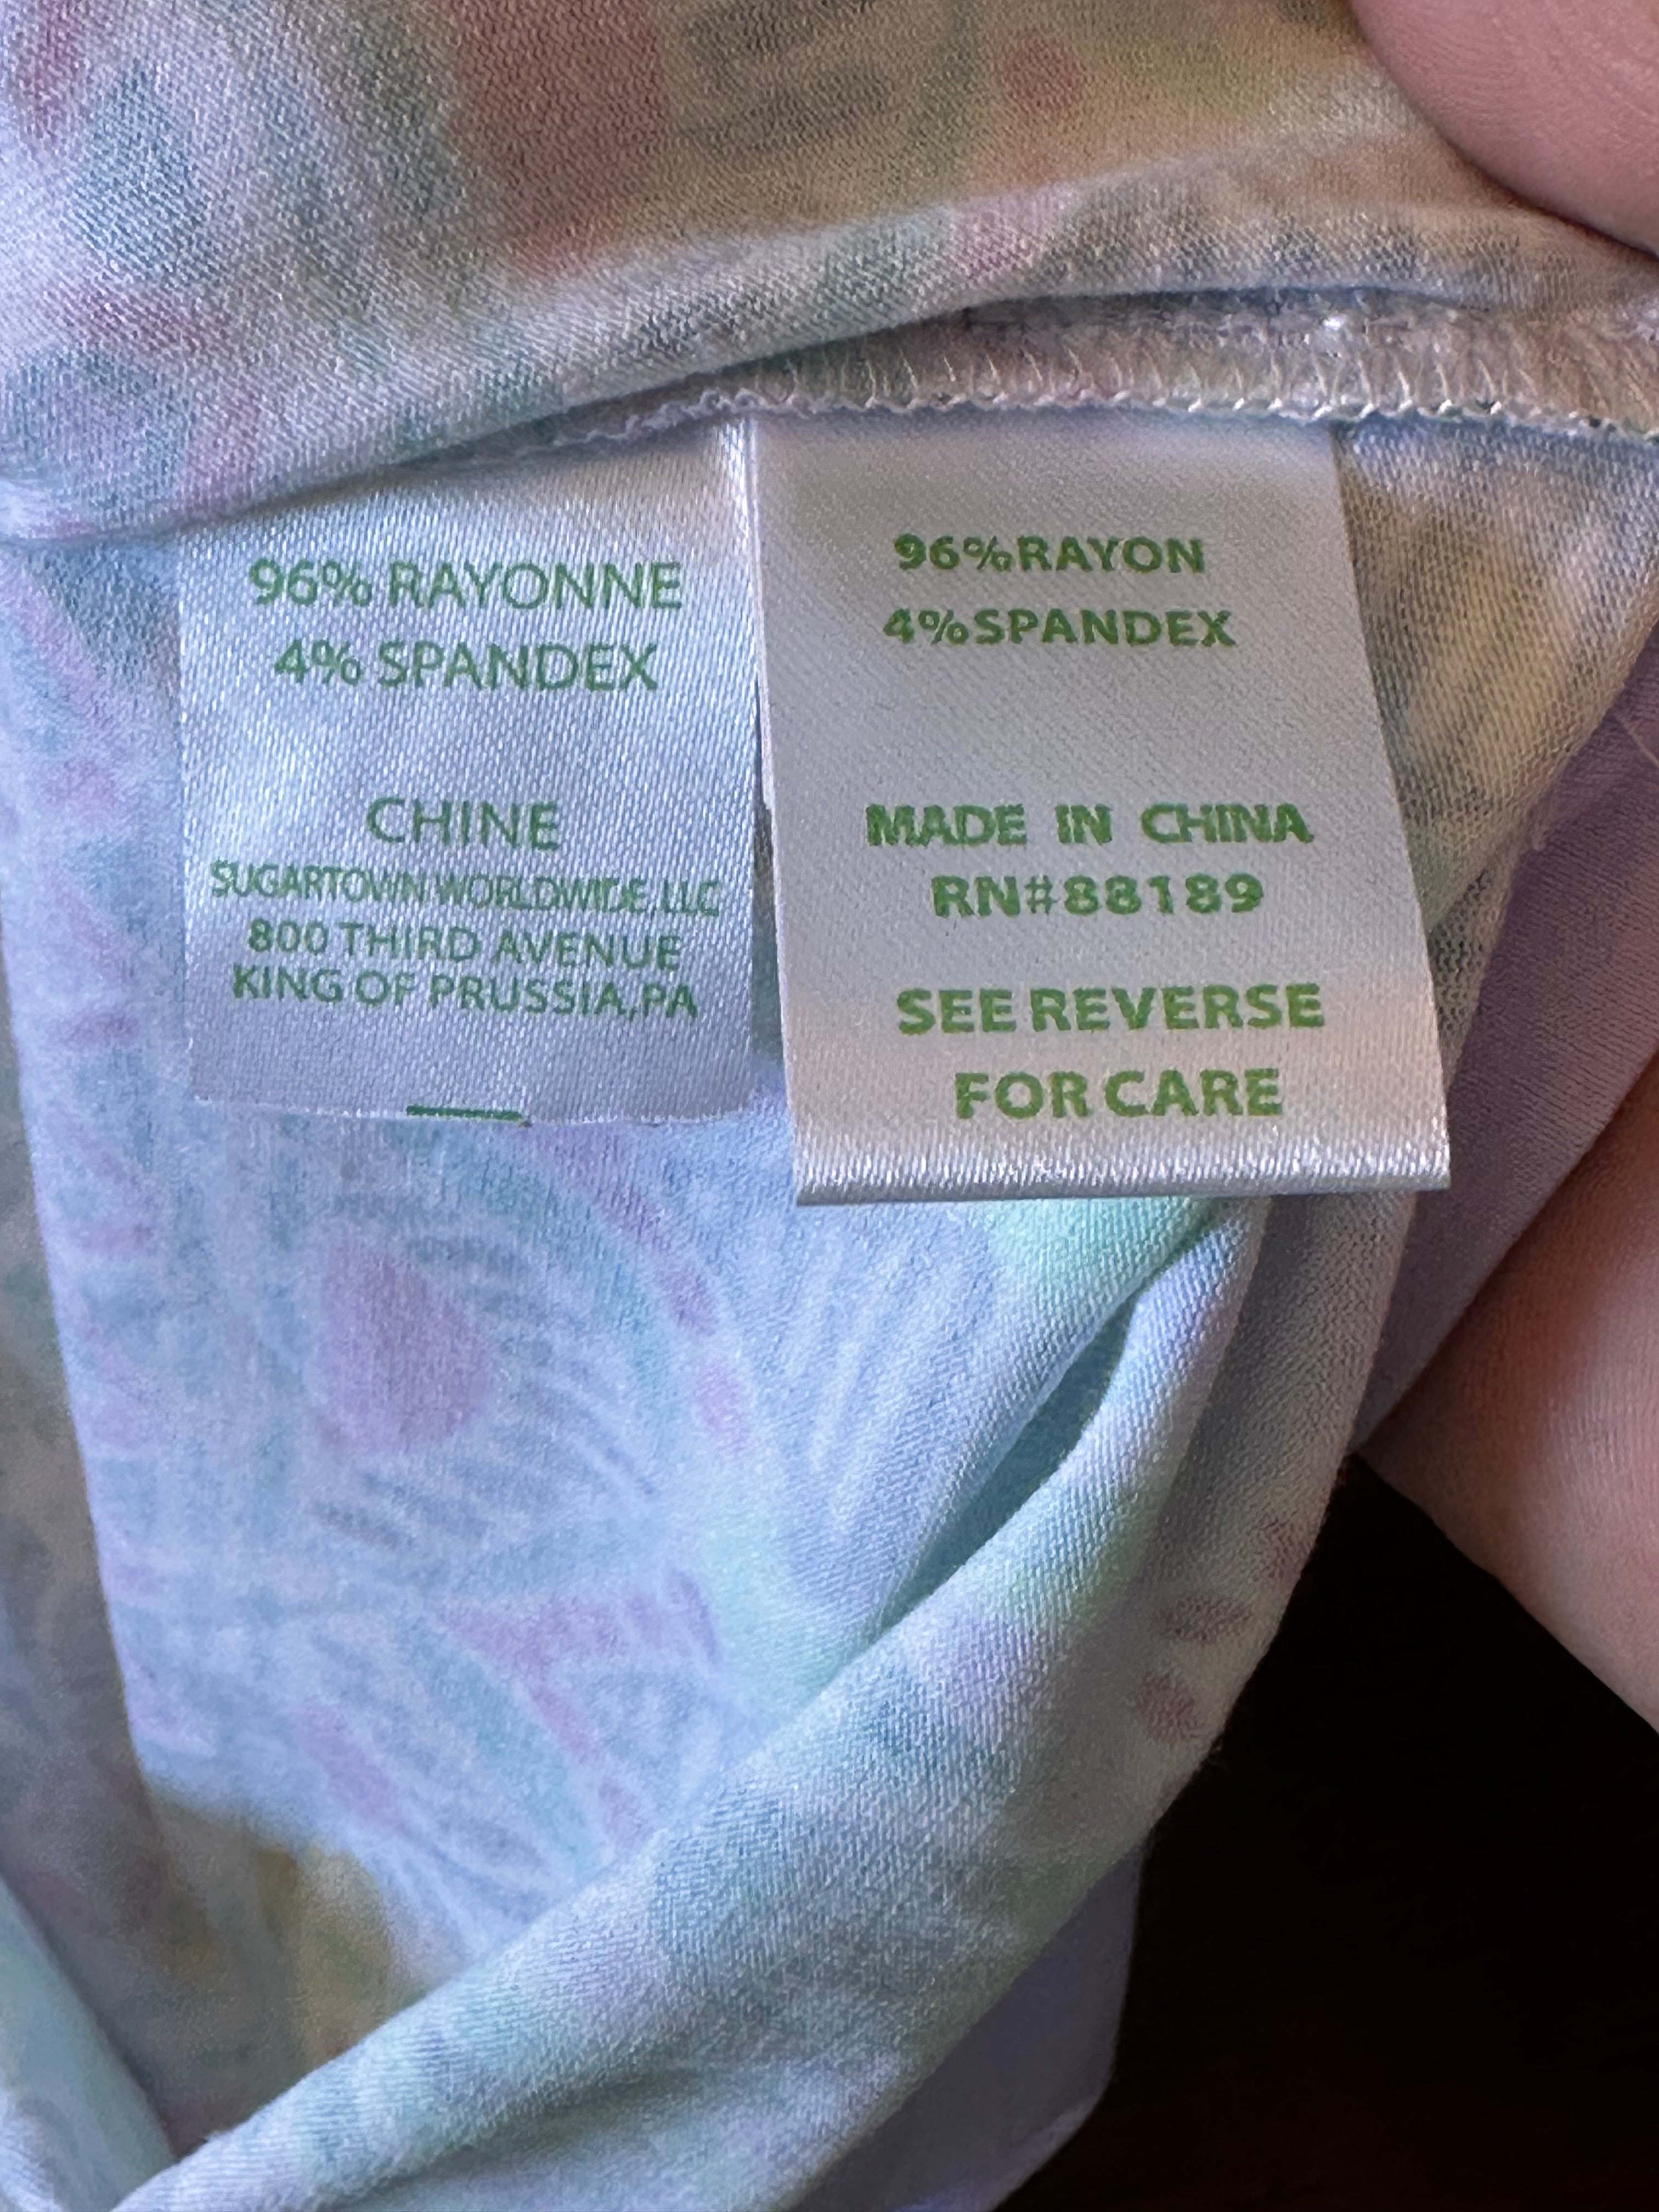 96% RAYONNE
4% SPANDEX
CHINE
SUGARTOWN WORLDWIDE, LLC
800 THIRD AVENUE
KING OF PRUSSIA, PA
96% RAYON
4% SPANDEX
MADE IN CHINA
RN#88189
SEE REVERSE
FOR CARE